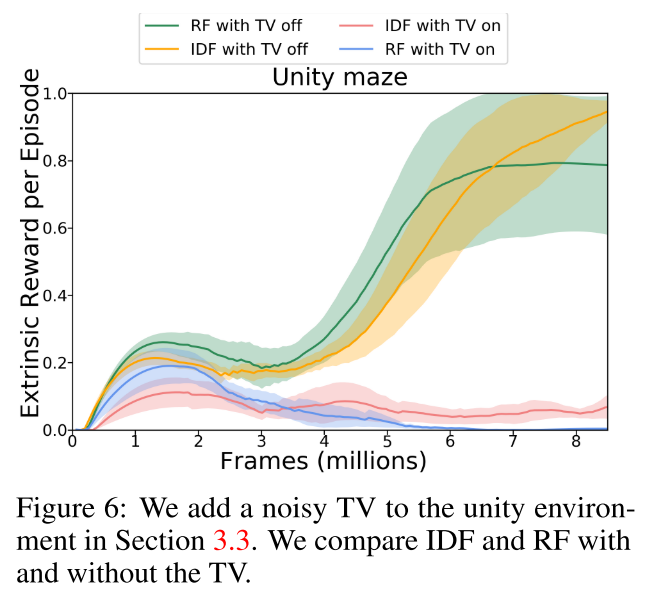 RF with TV off IDF with TV on
IDF with TV off RF with TV on
Unity maze
Extrinsic Reward per Episode
1.0
0.8
0.6
0.4
0.2
0.0
0 1 2 3 4 5 6 7 8
Frames (millions)
Figure 6: We add a noisy TV to the unity environ-
ment in Section 3.3. We compare IDF and RF with
and without the TV.